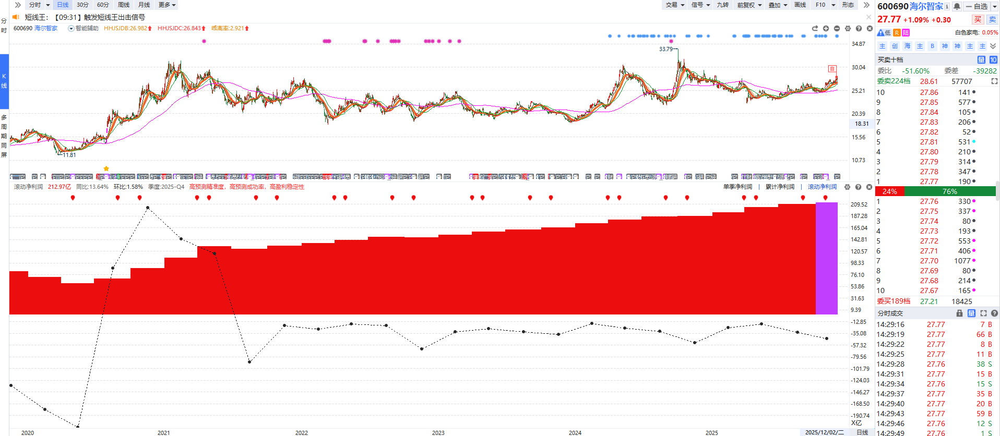 分时 日线 30分 60分 周线 月线 更多 交易 信号 九转 前复权 叠加 画线 F10 形态
短线王：【09:31】触发短线王出击信号
600690 海尔智家 智能辅助 HHJSJDB:26.982 HHJSJDC:26.843 乖离率:2.921
分时
K线
多周期同屏
33.79
11.81
34.87
30.04
25.21
20.39
18.31
15.56
10.73
滚动净利润 212.97亿 同比:13.64% 环比:1.58% 季度:2025-Q4 高预测精准度，高预测成功率，高盈利稳定性
单季净利润 | 累计净利润 | 滚动净利润
209.52
187.28
165.04
142.81
120.57
98.33
76.10
53.86
31.63
9.39
-12.85
-35.08
-57.32
-79.56
-101.79
-124.03
-146.27
-168.50
-190.74
X亿
2020 2021 2022 2023 2024 2025 2025/12/02/二 日线
600690 海尔智家 自选
27.77 +1.09% +0.30 买 卖
低 R 陆 白色家电: 0.05%
主 创 海 主 B 神 神 主 主
买卖十档 量 10
委比 -51.60% 委差 -39282
委卖224档 28.61 57707
10 27.86 141
9 27.85 577
8 27.84 105
7 27.83 206
6 27.82 52
5 27.81 531
4 27.80 210
3 27.79 314
2 27.78 347
1 27.77 190
24% 76%
1 27.76 330
2 27.75 337
3 27.74 80
4 27.73 193
5 27.72 553
6 27.71 406
7 27.70 1077
8 27.69 80
9 27.68 214
10 27.67 165
委买189档 27.21 18425
分时成交 量
14:29:16 27.77 7 B
14:29:19 27.77 66 B
14:29:22 27.77 8 B
14:29:25 27.77 11 B
14:29:28 27.76 38 S
14:29:31 27.77 15 B
14:29:34 27.76 15 S
14:29:37 27.77 35 B
14:29:40 27.77 20 B
14:29:43 27.77 59 B
14:29:46 27.76 12 S
14:29:49 27.76 1 S